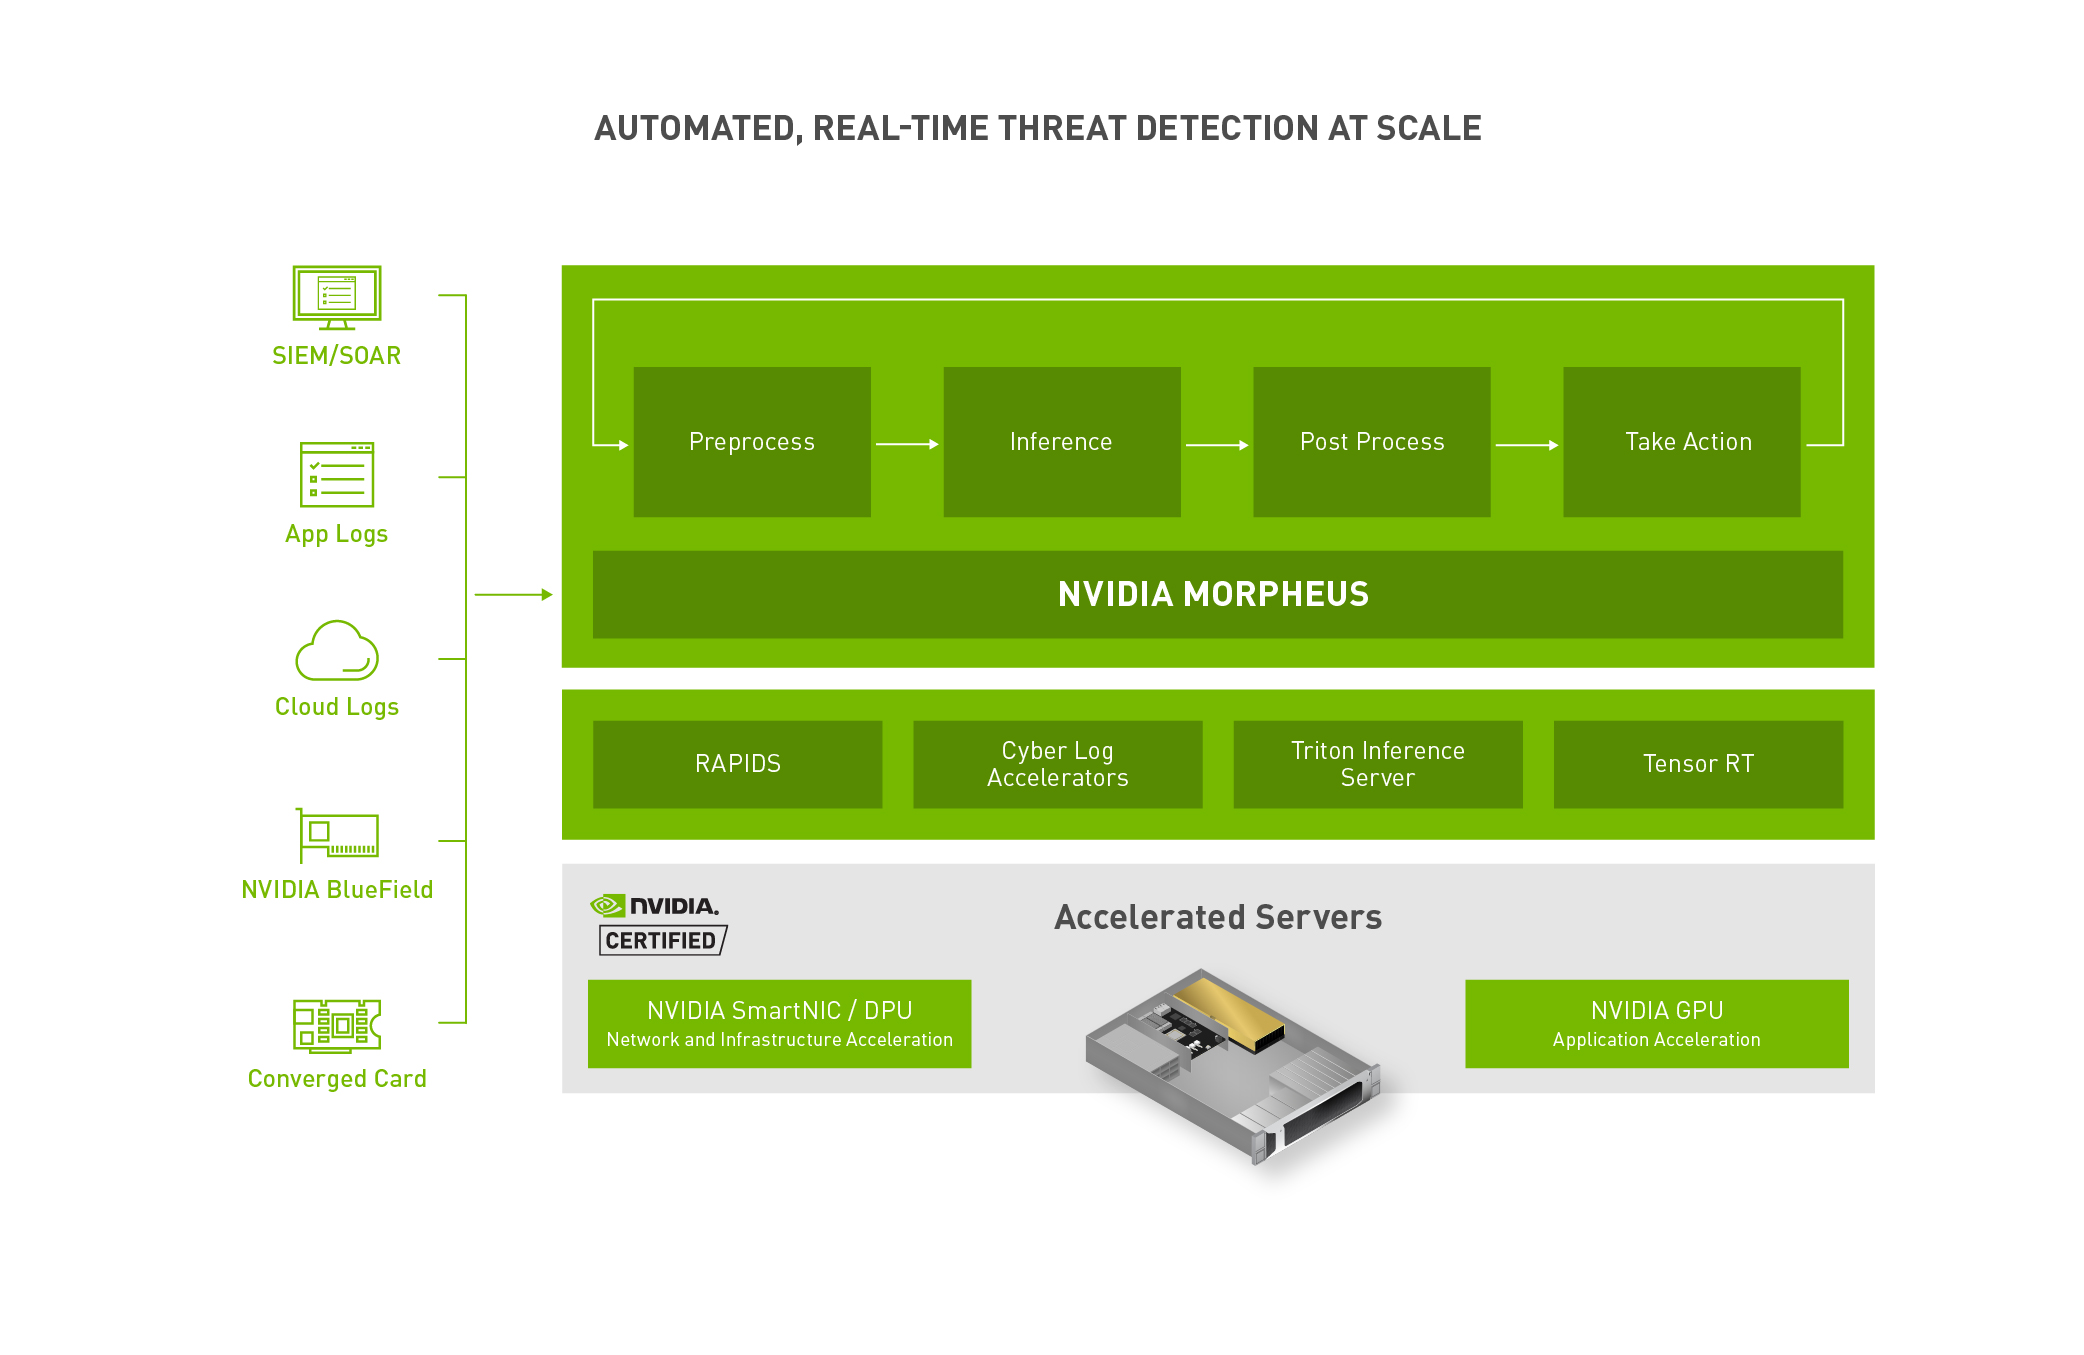 AUTOMATED, REAL-TIME THREAT DETECTION AT SCALE
SIEM/SOAR
App Logs
Cloud Logs
NVIDIA BlueField
Converged Card
Preprocess
Inference
Post Process
Take Action
NVIDIA MORPHEUS
RAPIDS
Cyber Log
Accelerators
Triton Inference
Server
Tensor RT
NVIDIA.
CERTIFIED
Accelerated Servers
NVIDIA SmartNIC / DPU
Network and Infrastructure Acceleration
NVIDIA GPU
Application Acceleration